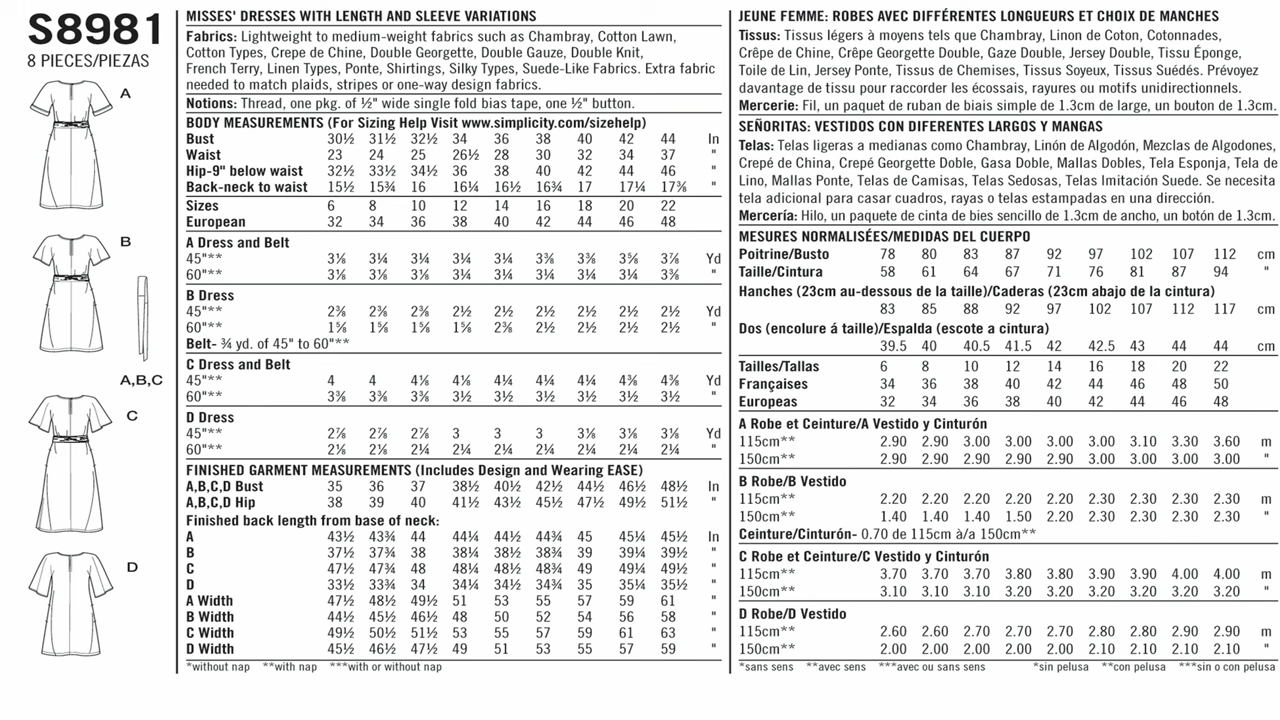 S8981
8 PIECES/PIEZAS
A
B
A,B,C
C
D
MISSES' DRESSES WITH LENGTH AND SLEEVE VARIATIONS
Fabrics: Lightweight to medium-weight fabrics such as Chambray, Cotton Lawn,
Cotton Types, Crepe de Chine, Double Georgette, Double Gauze, Double Knit,
French Terry, Linen Types, Ponte, Shirtings, Silky Types, Suede-Like Fabrics. Extra fabric
needed to match plaids, stripes or one-way design fabrics.
Notions: Thread, one pkg. of ½" wide single fold bias tape, one ½" button.
BODY MEASUREMENTS (For Sizing Help Visit www.simplicity.com/sizehelp)
Bust 30½ 31½ 32½ 34 36 38 40 42 44 In
Waist 23 24 25 26½ 28 30 32 34 37 "
Hip-9" below waist 32½ 33½ 34½ 36 38 40 42 44 46 "
Back-neck to waist 15½ 15¾ 16 16¼ 16½ 16¾ 17 17¼ 17⅜ "
Sizes 6 8 10 12 14 16 18 20 22
European 32 34 36 38 40 42 44 46 48
A Dress and Belt
45"** 3⅛ 3¼ 3¼ 3¼ 3¼ 3⅜ 3⅝ 3⅝ 3⅞ Yd
60"** 3⅛ 3⅛ 3⅛ 3¼ 3¼ 3¼ 3¼ 3¼ 3⅜ "
B Dress
45"** 2⅜ 2⅜ 2⅜ 2½ 2½ 2½ 2½ 2½ 2½ Yd
60"** 1⅝ 1⅝ 1⅝ 1⅝ 2⅜ 2½ 2½ 2½ 2½ "
Belt- ¾ yd. of 45" to 60"**
C Dress and Belt
45"** 4 4 4⅛ 4⅛ 4¼ 4¼ 4¼ 4⅜ 4⅜ Yd
60"** 3⅜ 3⅜ 3⅜ 3½ 3½ 3½ 3½ 3½ 3½ "
D Dress
45"** 2⅞ 2⅞ 2⅞ 3 3 3 3⅛ 3⅛ 3⅛ Yd
60"** 2⅛ 2⅛ 2¼ 2¼ 2¼ 2¼ 2¼ 2¼ 2¼ "
FINISHED GARMENT MEASUREMENTS (Includes Design and Wearing EASE)
A,B,C,D Bust 35 36 37 38½ 40½ 42½ 44½ 46½ 48½ In
A,B,C,D Hip 38 39 40 41½ 43½ 45½ 47½ 49½ 51½ "
Finished back length from base of neck:
A 43½ 43¾ 44 44¼ 44½ 44¾ 45 45¼ 45½ In
B 37½ 37¾ 38 38¼ 38½ 38¾ 39 39¼ 39½ "
C 47½ 47¾ 48 48¼ 48½ 48¾ 49 49¼ 49½ "
D 33½ 33¾ 34 34¼ 34½ 34¾ 35 35¼ 35½ "
A Width 47½ 48½ 49½ 51 53 55 57 59 61 "
B Width 44½ 45½ 46½ 48 50 52 54 56 58 "
C Width 49½ 50½ 51½ 53 55 57 59 61 63 "
D Width 45½ 46½ 47½ 49 51 53 55 57 59 "
*without nap **with nap ***with or without nap
JEUNE FEMME: ROBES AVEC DIFFÉRENTES LONGUEURS ET CHOIX DE MANCHES
Tissus: Tissus légers à moyens tels que Chambray, Linon de Coton, Cotonnades,
Crêpe de Chine, Crêpe Georgette Double, Gaze Double, Jersey Double, Tissu Éponge,
Toile de Lin, Jersey Ponte, Tissus de Chemises, Tissus Soyeux, Tissus Suédés. Prévoyez
davantage de tissu pour raccorder les écossais, rayures ou motifs unidirectionnels.
Mercerie: Fil, un paquet de ruban de biais simple de 1.3cm de large, un bouton de 1.3cm.
SEÑORITAS: VESTIDOS CON DIFERENTES LARGOS Y MANGAS
Telas: Telas ligeras a medianas como Chambray, Linón de Algodón, Mezclas de Algodones,
Crepé de China, Crepé Georgette Doble, Gasa Doble, Mallas Dobles, Tela Esponja, Tela de
Lino, Mallas Ponte, Telas de Camisas, Telas Sedosas, Telas Imitación Suede. Se necesita
tela adicional para casar cuadros, rayas o telas estampadas en una dirección.
Mercería: Hilo, un paquete de cinta de bies sencillo de 1.3cm de ancho, un botón de 1.3cm.
MESURES NORMALISÉES/MEDIDAS DEL CUERPO
Poitrine/Busto 78 80 83 87 92 97 102 107 112 cm
Taille/Cintura 58 61 64 67 71 76 81 87 94 "
Hanches (23cm au-dessous de la taille)/Caderas (23cm abajo de la cintura)
83 85 88 92 97 102 107 112 117 cm
Dos (encolure á taille)/Espalda (escote a cintura)
39.5 40 40.5 41.5 42 42.5 43 44 44 cm
Tailles/Tallas 6 8 10 12 14 16 18 20 22
Françaises 34 36 38 40 42 44 46 48 50
Europeas 32 34 36 38 40 42 44 46 48
A Robe et Ceinture/A Vestido y Cinturón
115cm** 2.90 2.90 3.00 3.00 3.00 3.00 3.10 3.30 3.60 m
150cm** 2.90 2.90 2.90 2.90 2.90 3.00 3.00 3.00 3.00 "
B Robe/B Vestido
115cm** 2.20 2.20 2.20 2.20 2.20 2.30 2.30 2.30 2.30 m
150cm** 1.40 1.40 1.40 1.50 2.20 2.30 2.30 2.30 2.30 "
Ceinture/Cinturón- 0.70 de 115cm à/a 150cm**
C Robe et Ceinture/C Vestido y Cinturón
115cm** 3.70 3.70 3.70 3.80 3.80 3.90 3.90 4.00 4.00 m
150cm** 3.10 3.10 3.10 3.20 3.20 3.20 3.20 3.20 3.20 "
D Robe/D Vestido
115cm** 2.60 2.60 2.70 2.70 2.70 2.80 2.80 2.90 2.90 m
150cm** 2.00 2.00 2.00 2.00 2.00 2.10 2.10 2.10 2.10 "
*sans sens **avec sens ***avec ou sans sens *sin pelusa **con pelusa ***sin o con pelusa